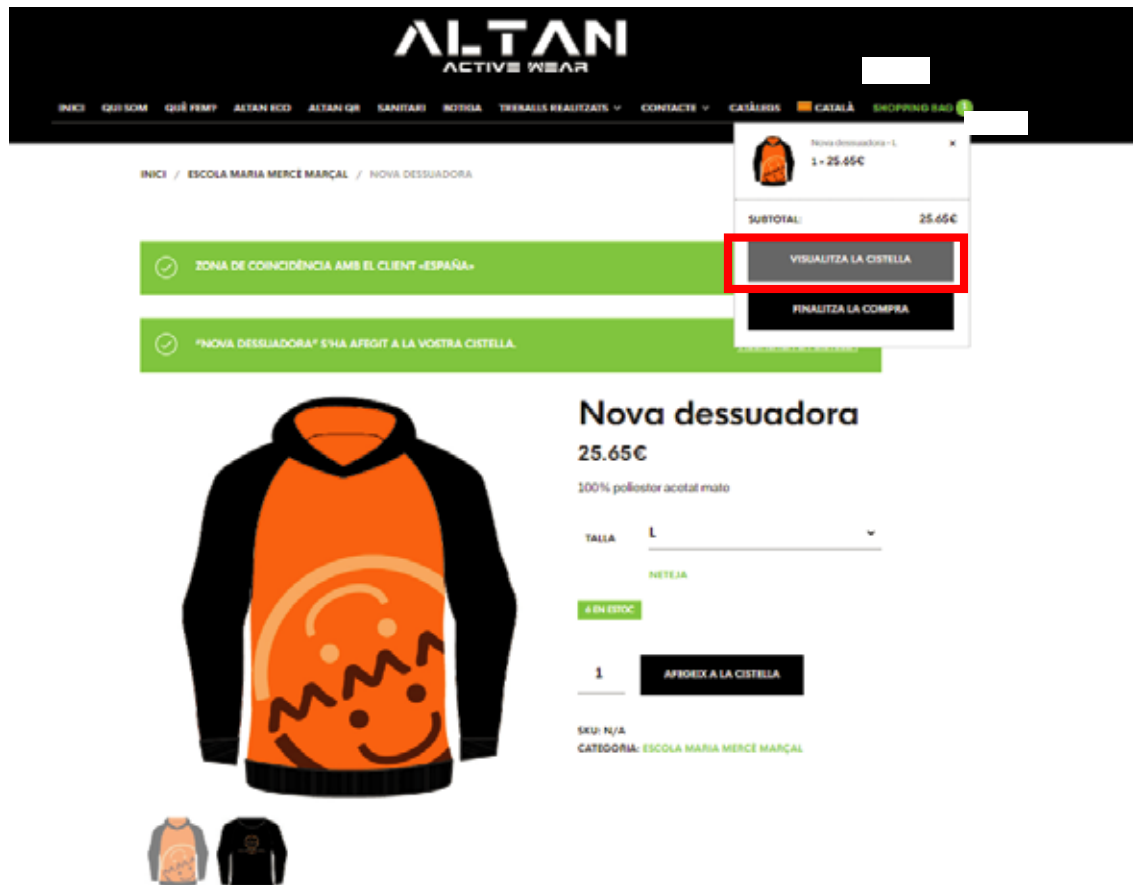 ALTAN
ACTIVE WEAR
INICI QUI SOM QUÈ FEM? ALTAN ECO ALTAN QR SANITARI BOTIGA TREBALLS REALITZATS CONTACTE CATÀLEGS CATALÀ SHOPPING BAG 1
Nova dessuadora - L ×
1 × 25.65€
INICI / ESCOLA MARIA MERCÈ MARÇAL / NOVA DESSUADORA
SUBTOTAL: 25.65€
VISUALITZA LA CISTELLA
ZONA DE COINCIDÈNCIA AMB EL CLIENT «ESPAÑA»
FINALITZA LA COMPRA
"NOVA DESSUADORA" S'HA AFEGIT A LA VOSTRA CISTELLA.
Nova dessuadora
25.65€
100% poliester acetat mate
TALLA L
NETEJA
6 EN ESTOC
1 AFEGEIX A LA CISTELLA
SKU: N/A
CATEGORIA: ESCOLA MARIA MERCÈ MARÇAL